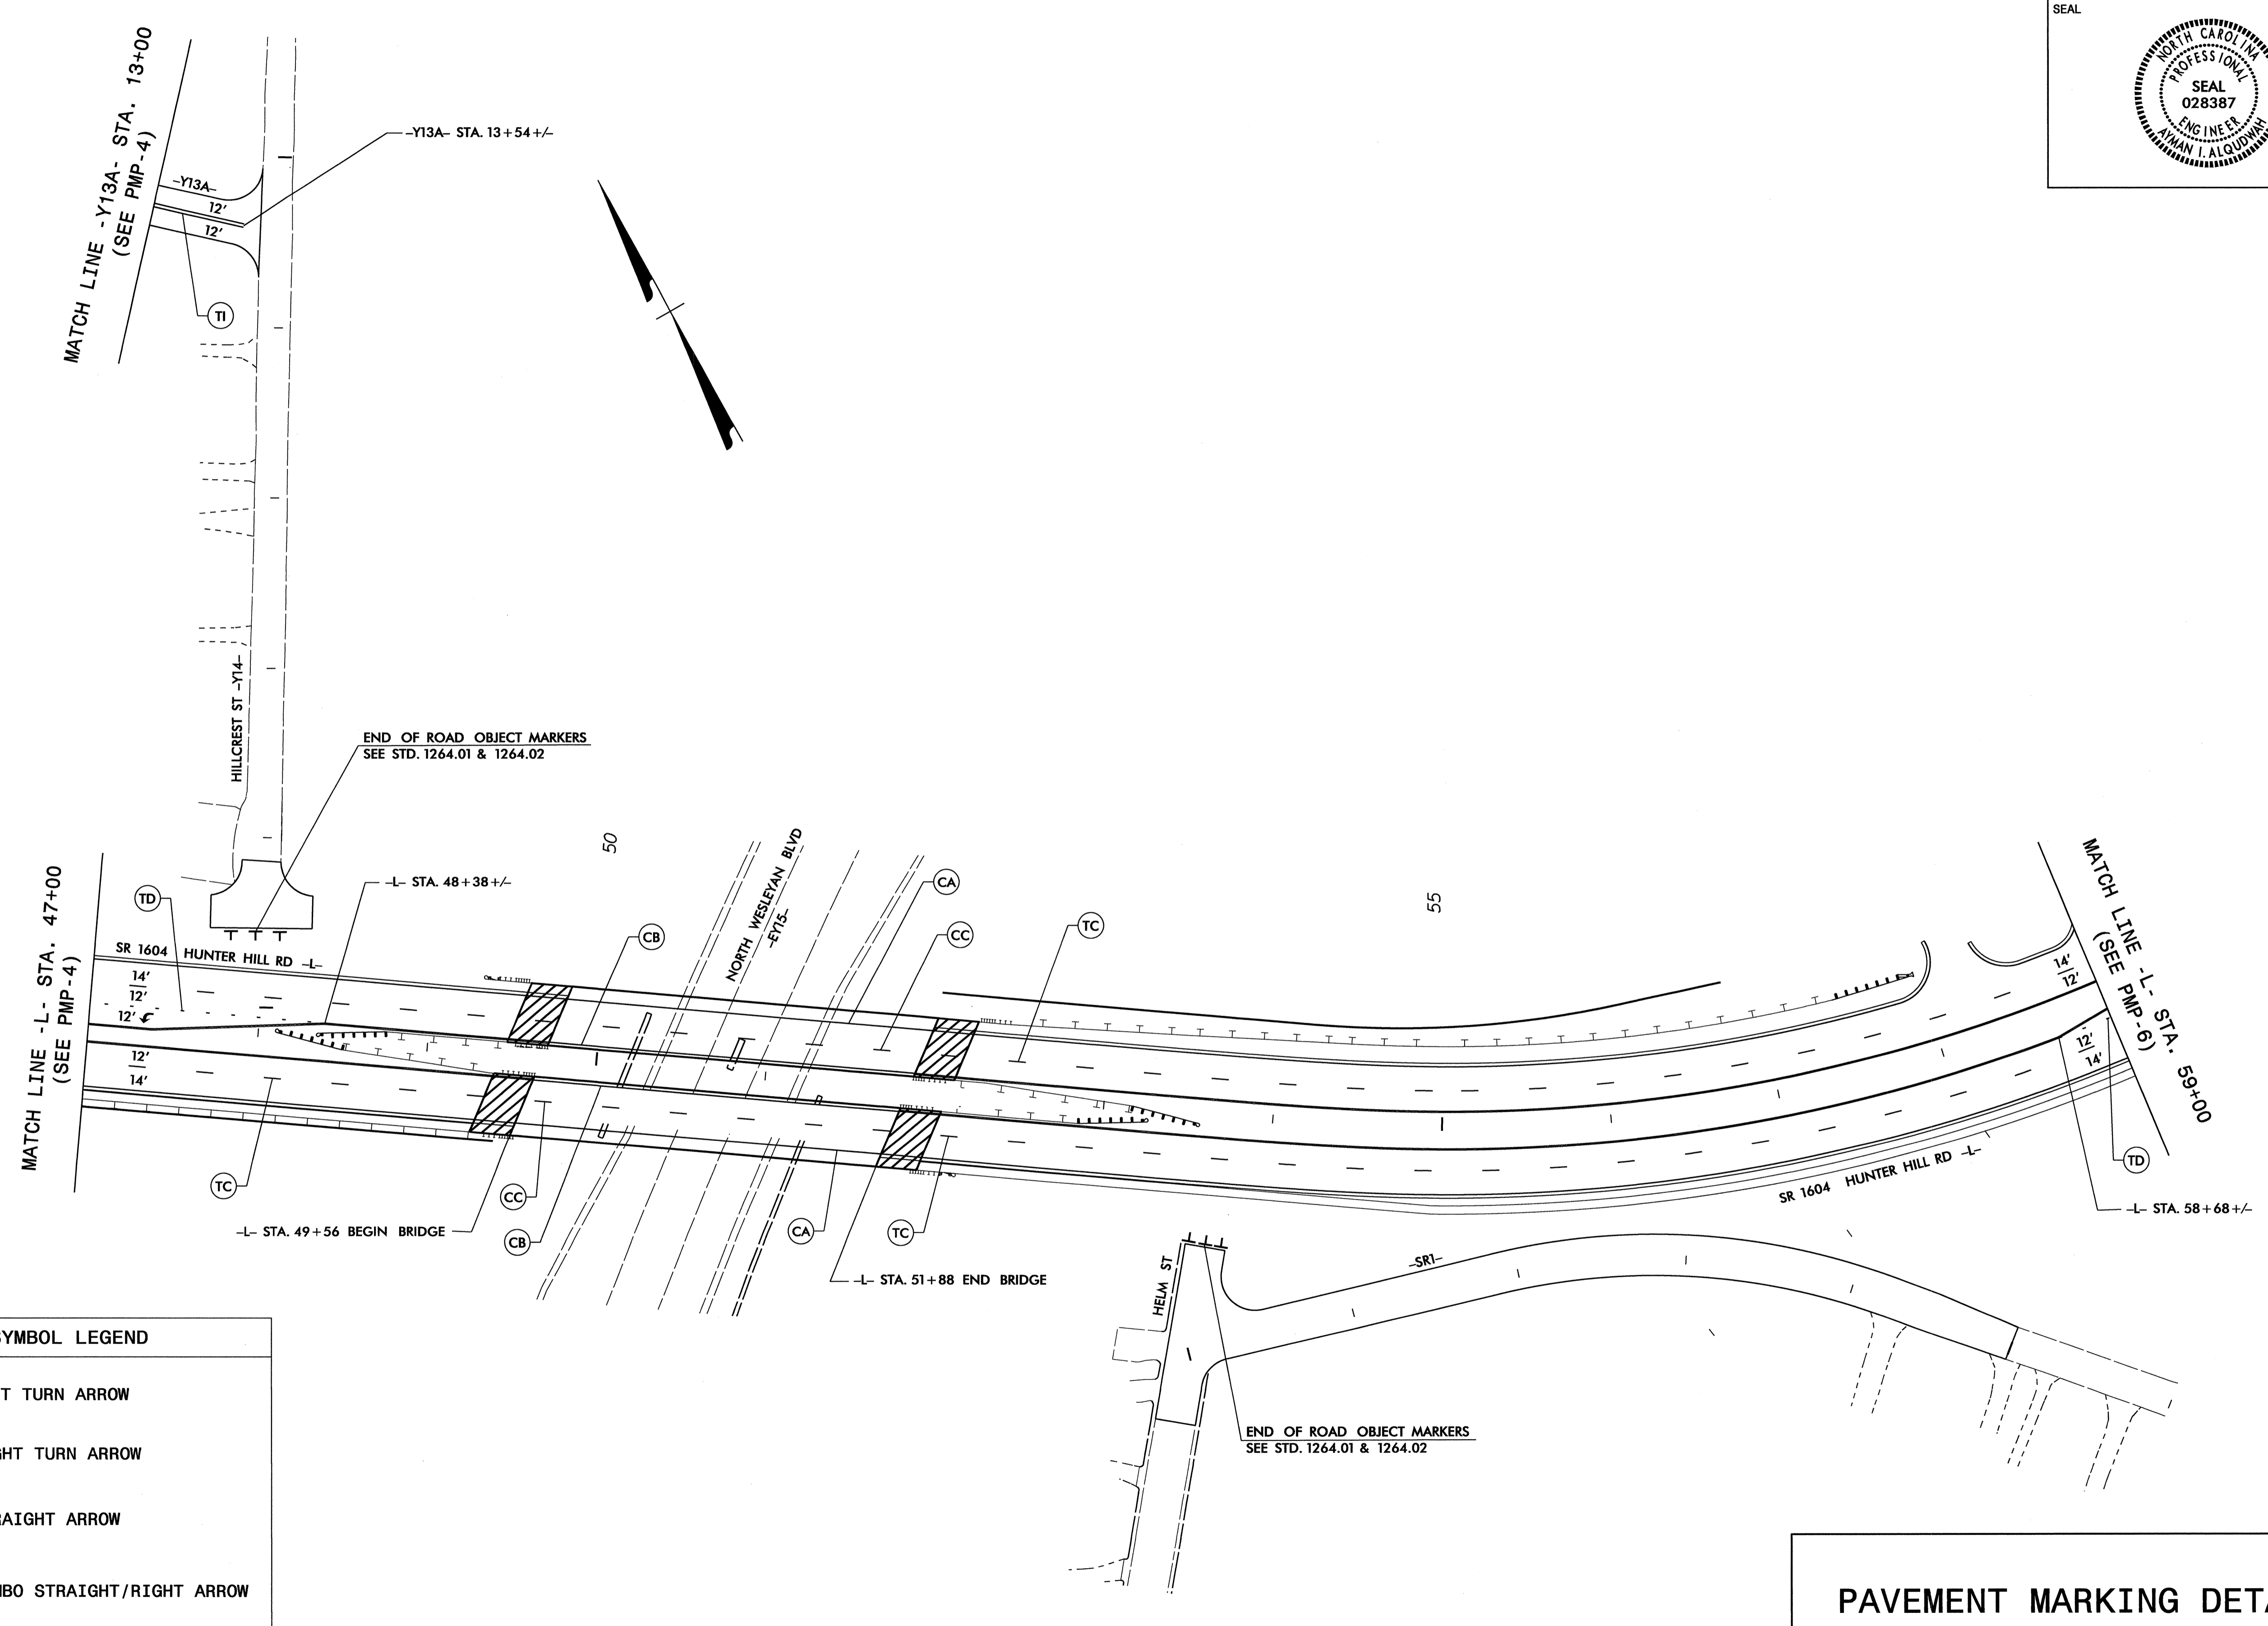 SEAL
NORTH CAROLINA
PROFESSIONAL
SEAL
028387
ENGINEER
AYMAN I. ALQUDWAH
MATCH LINE -Y13A- STA. 13+00
(SEE PMP-4)
-Y13A- STA. 13+54+/-
-Y13A-
12'
12'
TI
HILLCREST ST -Y14-
END OF ROAD OBJECT MARKERS
SEE STD. 1264.01 & 1264.02
50
55
NORTH WESLEYAN BLVD
-EY15-
MATCH LINE -L- STA. 47+00
(SEE PMP-4)
TD
-L- STA. 48+38+/-
CA
CB
CC
TC
SR 1604 HUNTER HILL RD -L-
14'
12'
12'
12'
14'
MATCH LINE -L- STA. 59+00
(SEE PMP-6)
14'
12'
12'
14'
TD
SR 1604 HUNTER HILL RD -L-
-L- STA. 58+68+/-
TC
CC
-L- STA. 49+56 BEGIN BRIDGE
CB
CA
TC
-L- STA. 51+88 END BRIDGE
HELM ST
-SR1-
END OF ROAD OBJECT MARKERS
SEE STD. 1264.01 & 1264.02
YMBOL LEGEND
T TURN ARROW
HT TURN ARROW
AIGHT ARROW
BO STRAIGHT/RIGHT ARROW
PAVEMENT MARKING DETA